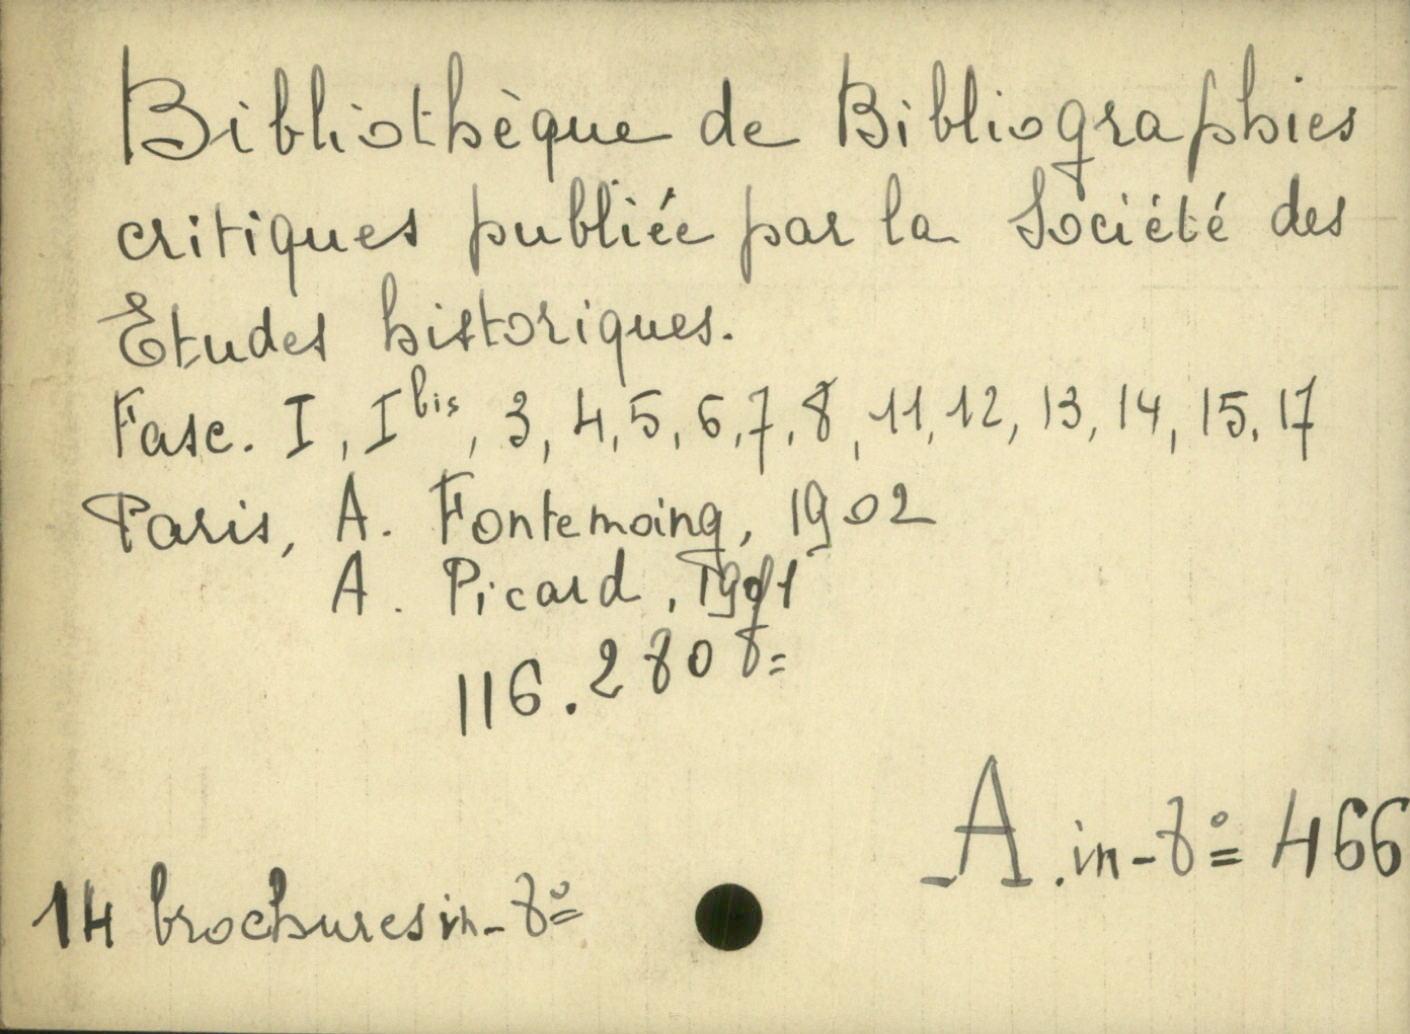 Bibliothèque de Bibliographies
critiques publiée par la Société des
Etudes historiques.
Fasc. I, I bis, 3, 4, 5, 6, 7, 8, 11, 12, 13, 14, 15, 17
Paris, A. Fontemoing, 1902
A. Picard, 1901
116.2808=
A.in-8° 466
14 brochures in-8°